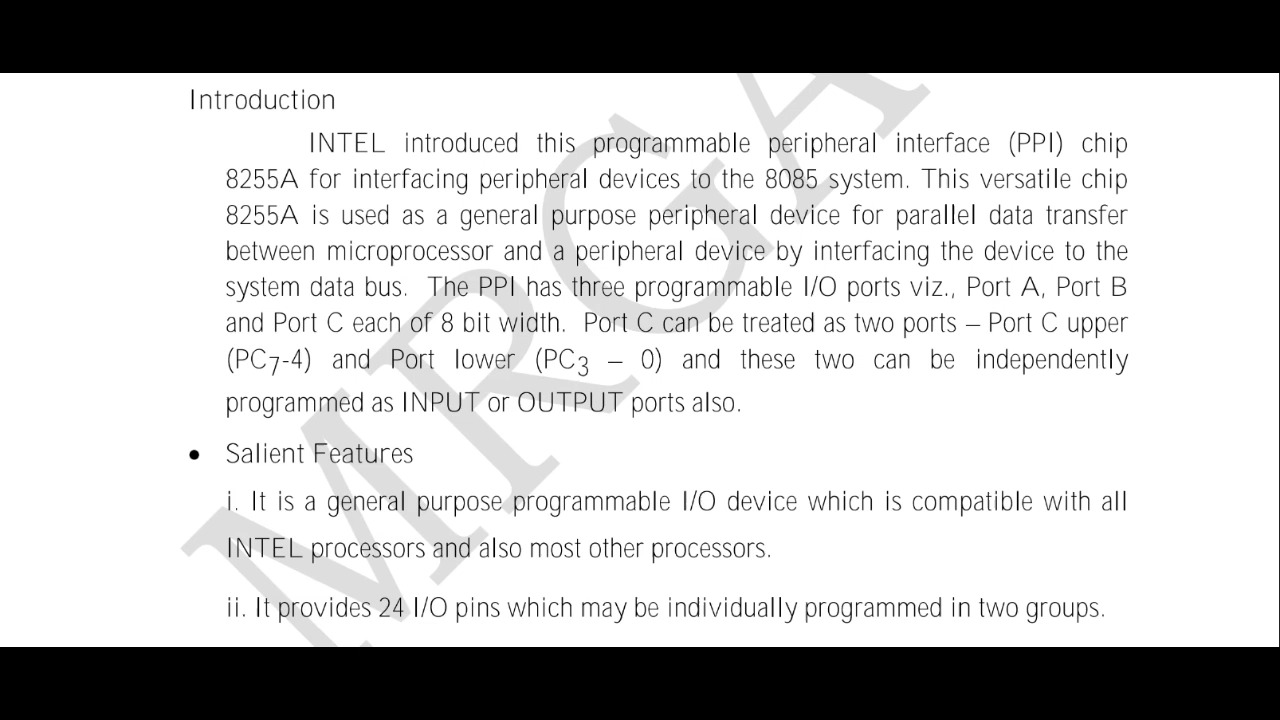 Introduction
INTEL introduced this programmable peripheral interface (PPI) chip
8255A for interfacing peripheral devices to the 8085 system. This versatile chip
8255A is used as a general purpose peripheral device for parallel data transfer
between microprocessor and a peripheral device by interfacing the device to the
system data bus. The PPI has three programmable I/O ports viz., Port A, Port B
and Port C each of 8 bit width. Port C can be treated as two ports – Port C upper
(PC7-4) and Port lower (PC3 – 0) and these two can be independently
programmed as INPUT or OUTPUT ports also.
• Salient Features
i. It is a general purpose programmable I/O device which is compatible with all
INTEL processors and also most other processors.
ii. It provides 24 I/O pins which may be individually programmed in two groups.
MRGA